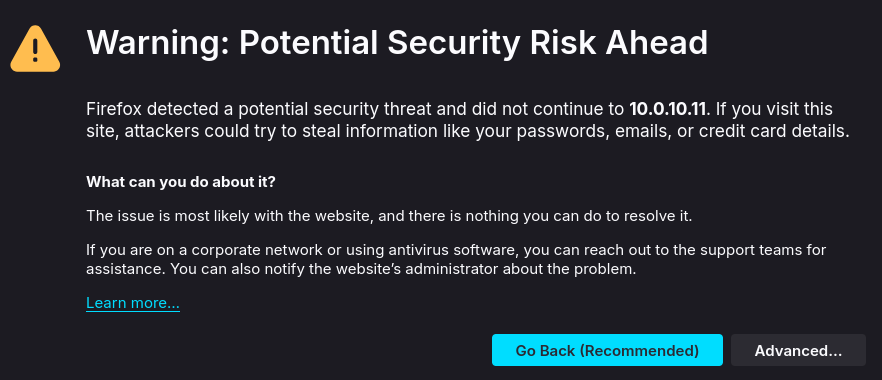 Warning: Potential Security Risk Ahead
Firefox detected a potential security threat and did not continue to 10.0.10.11. If you visit this
site, attackers could try to steal information like your passwords, emails, or credit card details.
What can you do about it?
The issue is most likely with the website, and there is nothing you can do to resolve it.
If you are on a corporate network or using antivirus software, you can reach out to the support teams for
assistance. You can also notify the website’s administrator about the problem.
Learn more…
Go Back (Recommended)
Advanced…